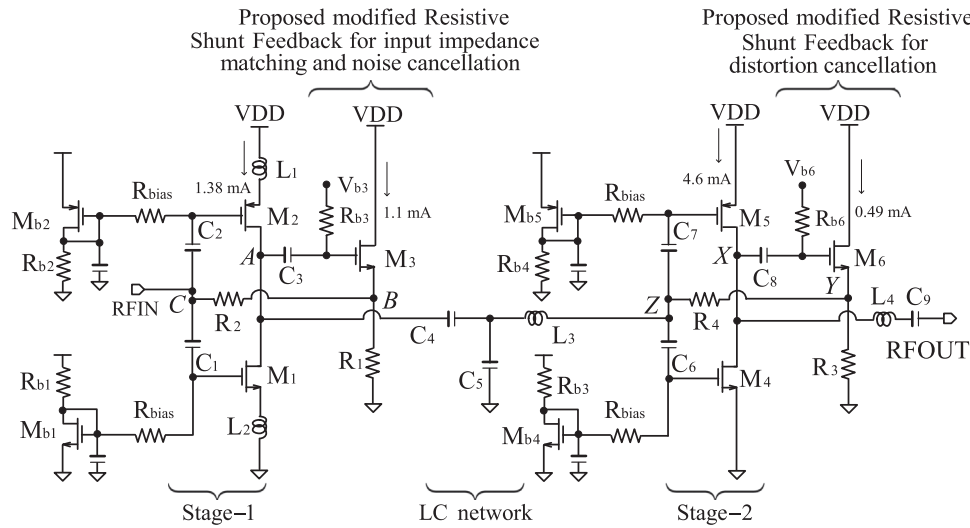 Proposed modified Resistive
Shunt Feedback for input impedance
matching and noise cancellation
Proposed modified Resistive
Shunt Feedback for
distortion cancellation
VDD
VDD
VDD
VDD
L1
1.38 mA
Vb3
4.6 mA
Vb6
Rbias
Rb3
1.1 mA
Rbias
Rb6
0.49 mA
Mb2
C2
M2
Mb5
C7
M5
Rb2
A
C3
M3
Rb4
X
C8
M6
RFIN
C
R2
B
Z
R4
Y
L4
C9
C4
L3
RFOUT
C1
M1
R1
C5
C6
M4
R3
Rb1
Rbias
L2
Rb3
Rbias
Mb1
Mb4
Stage-1
LC network
Stage-2